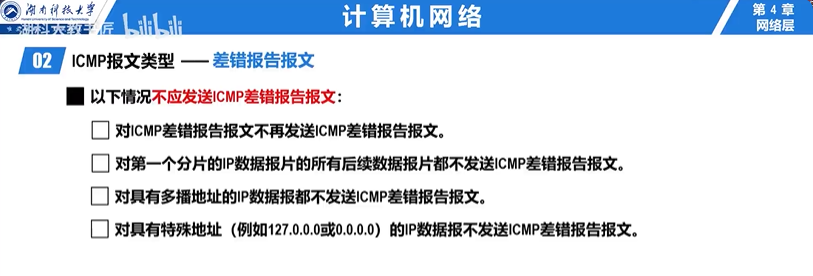 湖南科技大学
计算机网络
第 4 章
网络层
湖科大教书匠 bilibili
02 ICMP报文类型 —— 差错报告报文
以下情况不应发送ICMP差错报告报文：
对ICMP差错报告报文不再发送ICMP差错报告报文。
对第一个分片的IP数据报片的所有后续数据报片都不发送ICMP差错报告报文。
对具有多播地址的IP数据报都不发送ICMP差错报告报文。
对具有特殊地址（例如127.0.0.0或0.0.0.0）的IP数据报不发送ICMP差错报告报文。